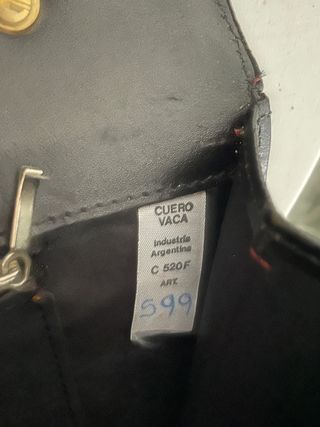 CUERO
VACA
Industria
Argentina
C 520F
ART.
599